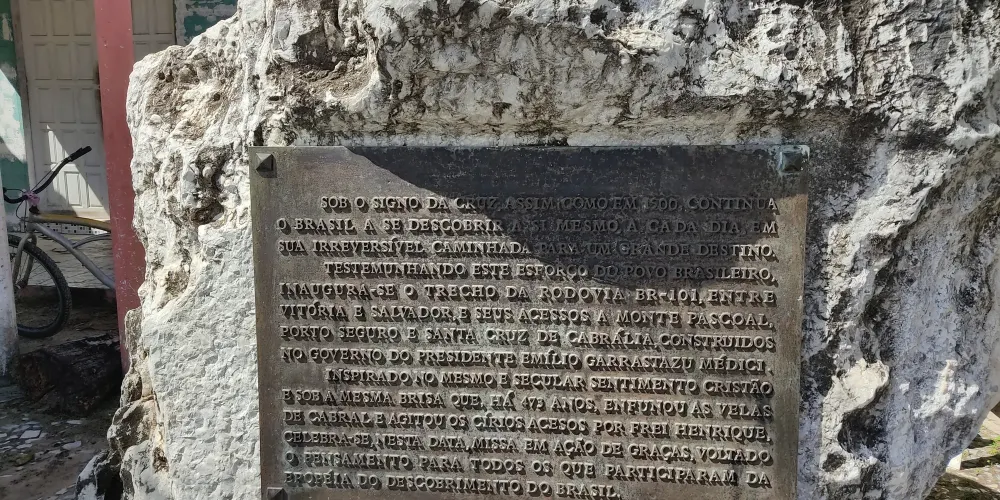 SOB O SIGNO DA CRUZ, ASSIM COMO EM 1500, CONTINUA
O BRASIL A SE DESCOBRIR A SI MESMO, A CADA DIA, EM
SUA IRREVERSÍVEL CAMINHADA PARA UM GRANDE DESTINO.
TESTEMUNHANDO ESTE ESFORÇO DO POVO BRASILEIRO,
INAUGURA-SE O TRECHO DA RODOVIA BR-101, ENTRE
VITÓRIA E SALVADOR, E SEUS ACESSOS A MONTE PASCOAL,
PORTO SEGURO E SANTA CRUZ DE CABRÁLIA, CONSTRUIDOS
NO GOVERNO DO PRESIDENTE EMÍLIO GARRASTAZU MÉDICI.
INSPIRADO NO MESMO E SECULAR SENTIMENTO CRISTÃO
E SOB A MESMA BRISA QUE, HÁ 473 ANOS, ENFUNOU AS VELAS
DE CABRAL E AGITOU OS CÍRIOS ACESOS POR FREI HENRIQUE,
CELEBRA-SE, NESTA DATA, MISSA EM AÇÃO DE GRAÇAS, VOLTADO
O PENSAMENTO PARA TODOS OS QUE PARTICIPARAM DA
EPOPÉIA DO DESCOBRIMENTO DO BRASIL.